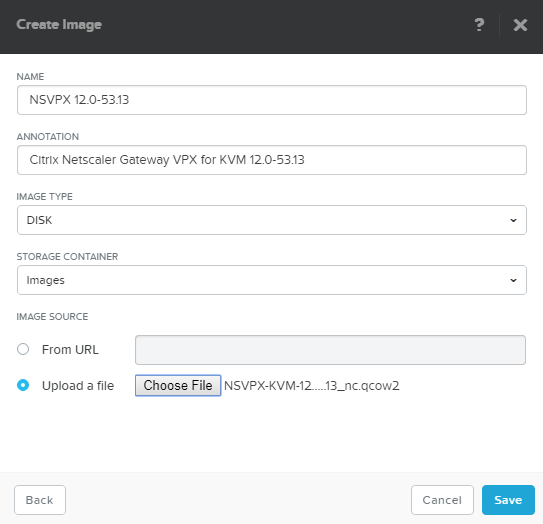 Create Image
?
NAME
NSVPX 12.0-53.13
ANNOTATION
Citrix Netscaler Gateway VPX for KVM 12.0-53.13
IMAGE TYPE
DISK
STORAGE CONTAINER
Images
IMAGE SOURCE
From URL
Upload a file Choose File NSVPX-KVM-12.....13_nc.qcow2
Back Cancel Save